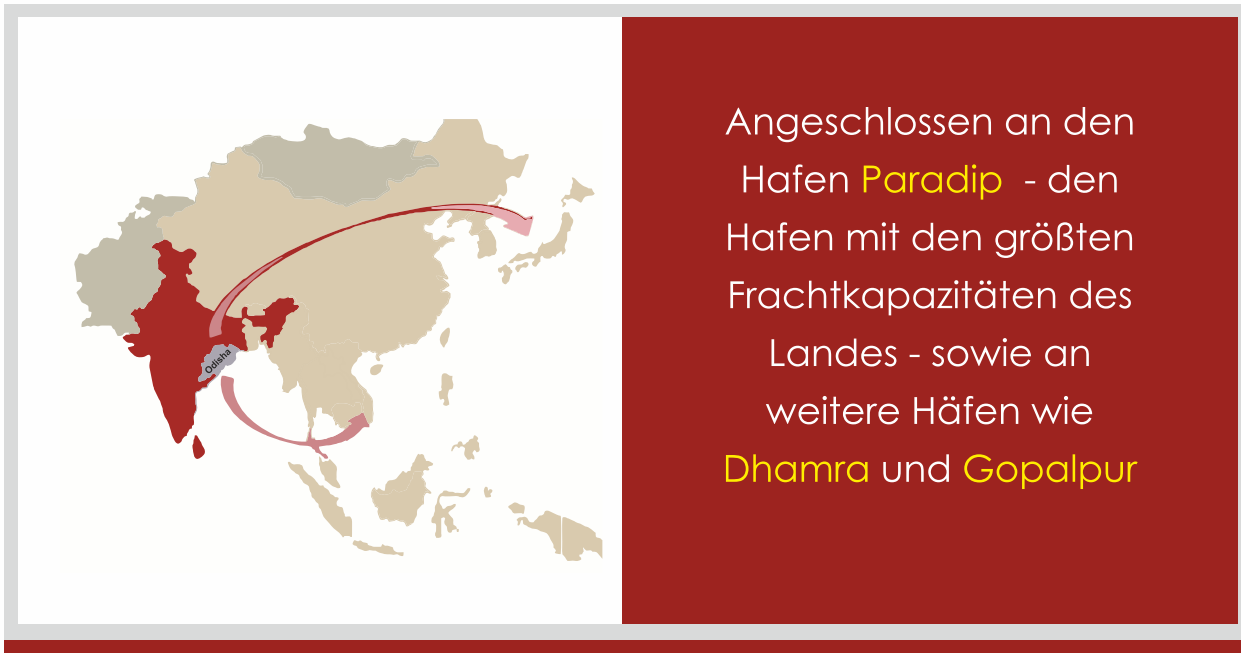 Odisha
Angeschlossen an den
Hafen Paradip - den
Hafen mit den größten
Frachtkapazitäten des
Landes - sowie an
weitere Häfen wie
Dhamra und Gopalpur